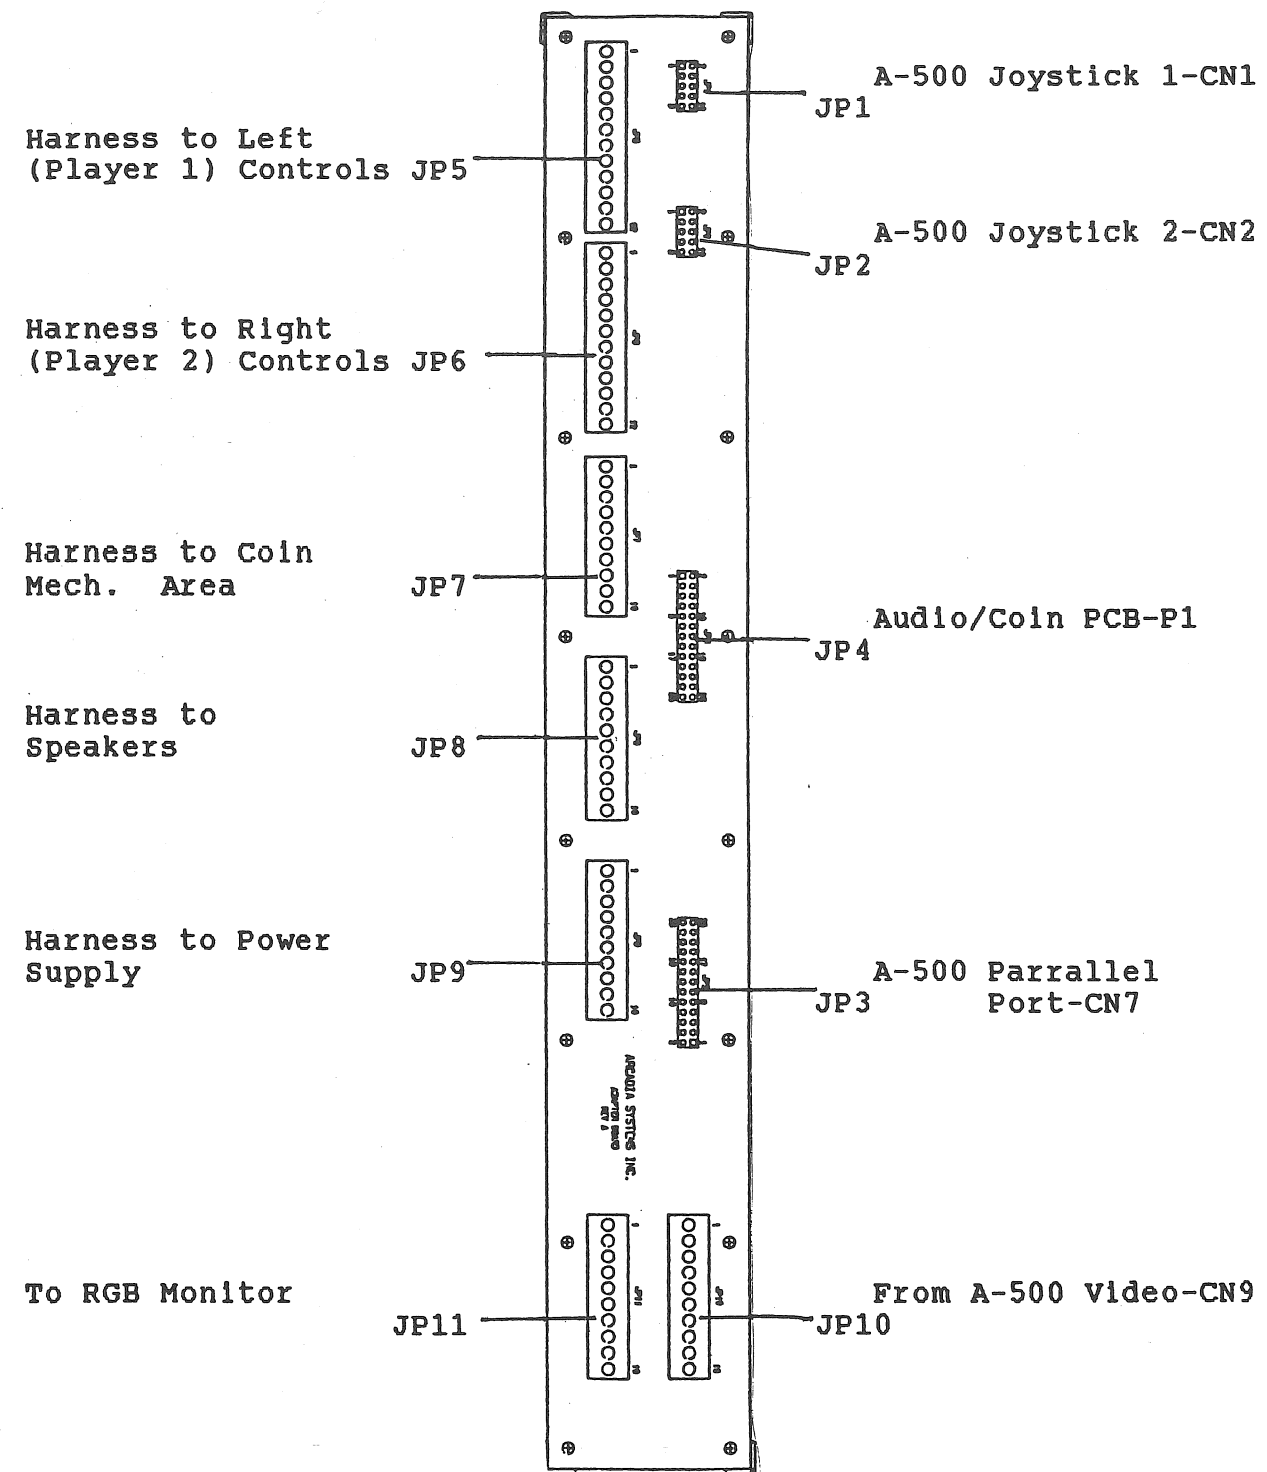 A-500 Joystick 1-CN1
JP1
Harness to Left
(Player 1) Controls JP5
A-500 Joystick 2-CN2
JP2
Harness to Right
(Player 2) Controls JP6
Harness to Coin
Mech. Area JP7
Audio/Coin PCB-P1
JP4
Harness to
Speakers JP8
Harness to Power
Supply JP9
A-500 Parrallel
JP3 Port-CN7
ARCADIA SYSTEMS INC.
ADAPTER BOARD
REV A
To RGB Monitor
JP11
From A-500 Video-CN9
JP10